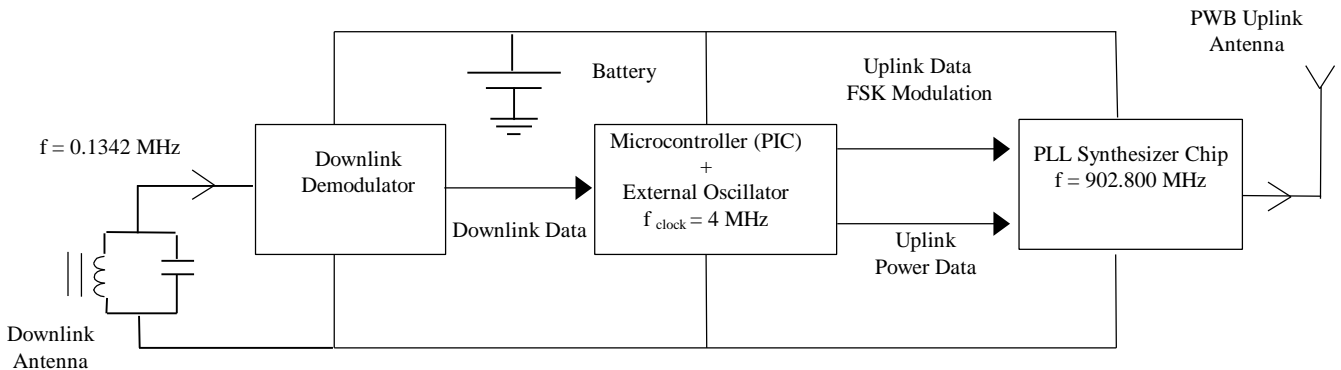 PWB Uplink
Antenna
Battery
Uplink Data
FSK Modulation
f = 0.1342 MHz
Downlink
Demodulator
Microcontroller (PIC)
+
External Oscillator
f clock = 4 MHz
PLL Synthesizer Chip
f = 902.800 MHz
Downlink Data
Uplink
Power Data
Downlink
Antenna